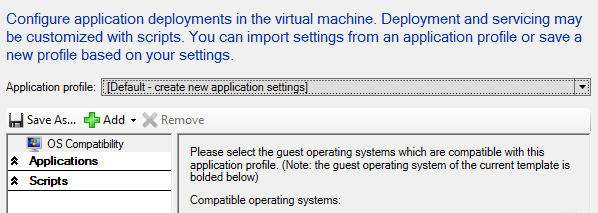 Configure application deployments in the virtual machine. Deployment and servicing may
be customized with scripts. You can import settings from an application profile or save a
new profile based on your settings.
Application profile: [Default - create new application settings]
Save As... Add Remove
OS Compatibility
Applications
Scripts
Please select the guest operating systems which are compatible with this
application profile. (Note: the guest operating system of the current template is
bolded below)
Compatible operating systems: